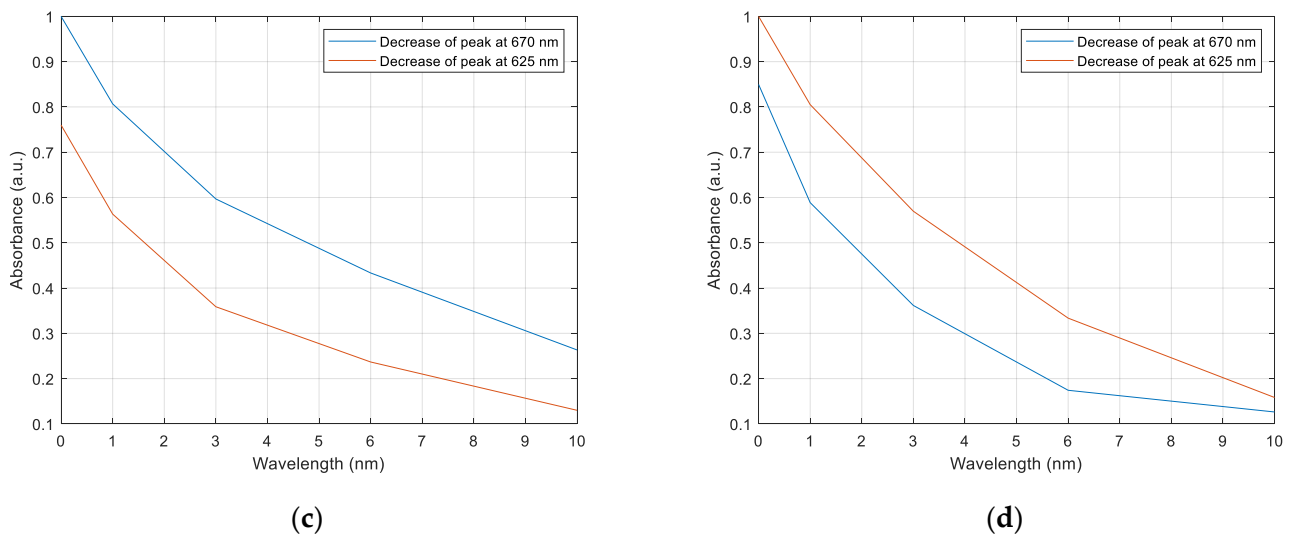 Decrease of peak at 670 nm
Decrease of peak at 625 nm
Absorbance (a.u.)
1
0.9
0.8
0.7
0.6
0.5
0.4
0.3
0.2
0.1
0 1 2 3 4 5 6 7 8 9 10
Wavelength (nm)
(c)
Decrease of peak at 670 nm
Decrease of peak at 625 nm
Absorbance (a.u.)
1
0.9
0.8
0.7
0.6
0.5
0.4
0.3
0.2
0.1
0 1 2 3 4 5 6 7 8 9 10
Wavelength (nm)
(d)